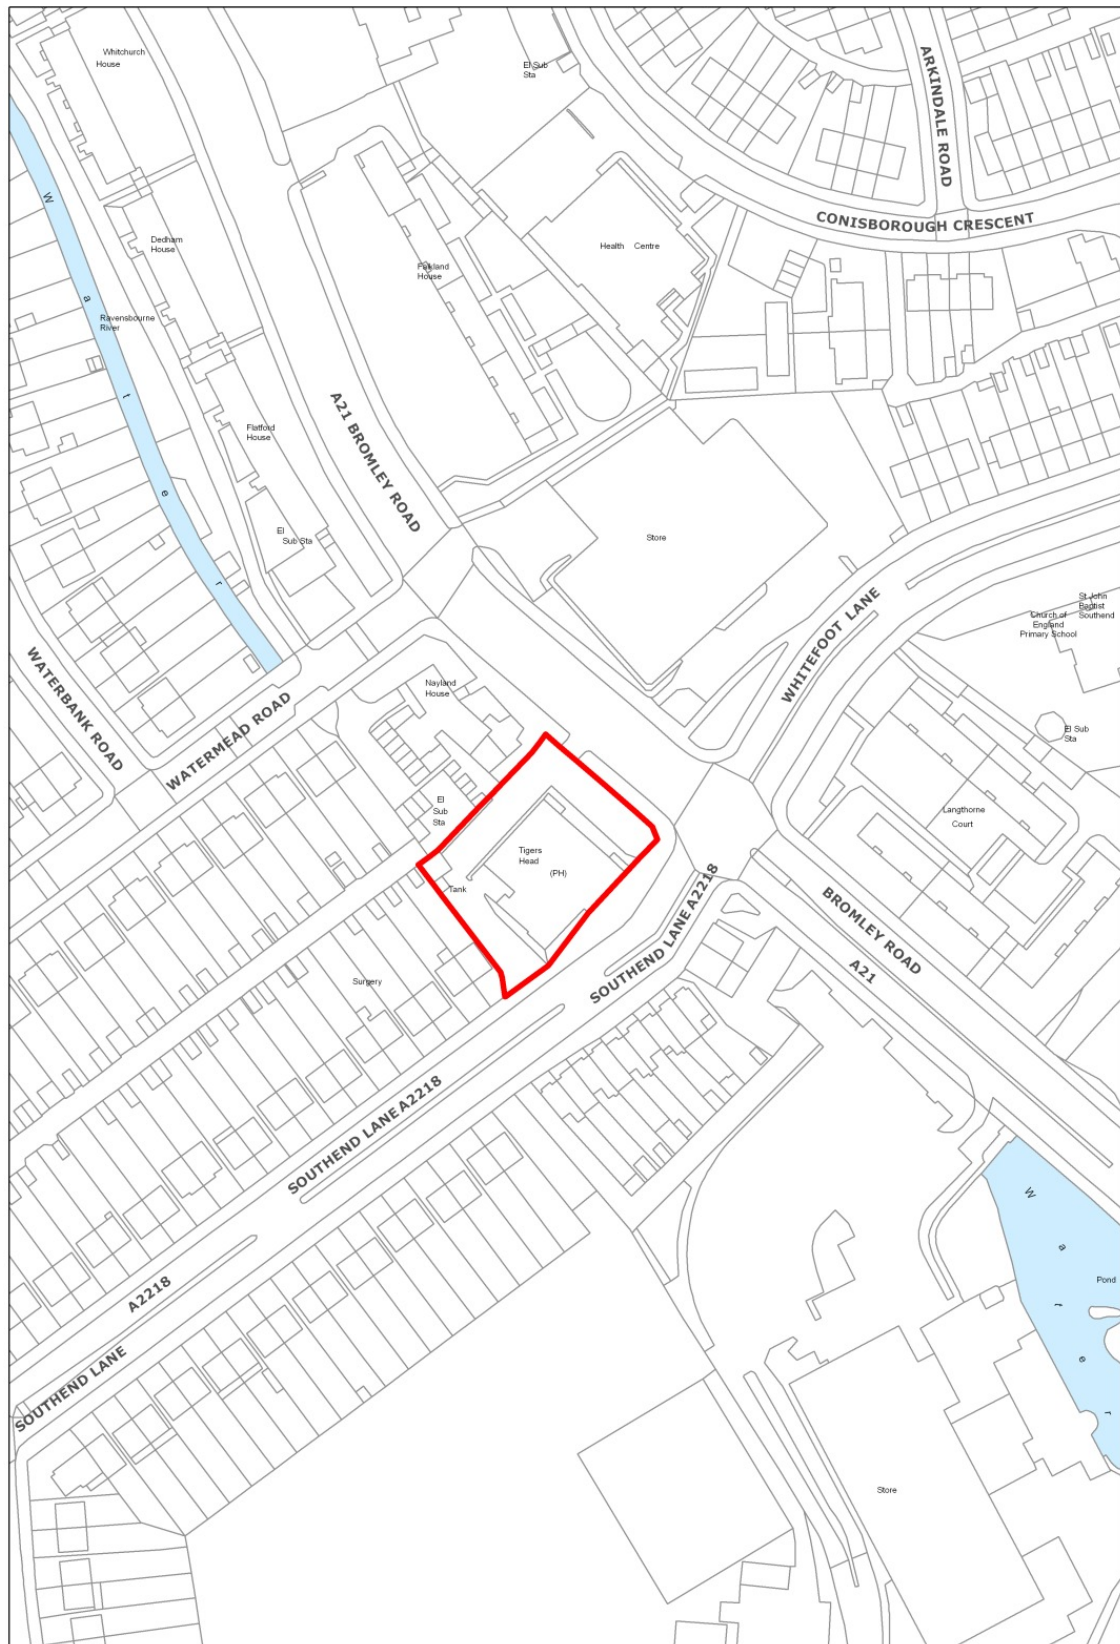 Whitchurch
House
El Sub
Sta
ARKINDALE ROAD
CONISBOROUGH CRESCENT
Dedham
House
Health Centre
Falkland
House
Water
Ravensbourne
River
A21 BROMLEY ROAD
Flatford
House
El
Sub Sta
Store
WHITEFOOT LANE
St John
Baptist
Southend
Church of
England
Primary School
WATERBANK ROAD
WATERMEAD ROAD
Nayland
House
El Sub
Sta
El
Sub
Sta
Langthorne
Court
Tigers
Head
(PH)
Tank
SOUTHEND LANE A2218
BROMLEY ROAD
A21
Surgery
SOUTHEND LANE A2218
Water
Pond
A2218
SOUTHEND LANE
Store